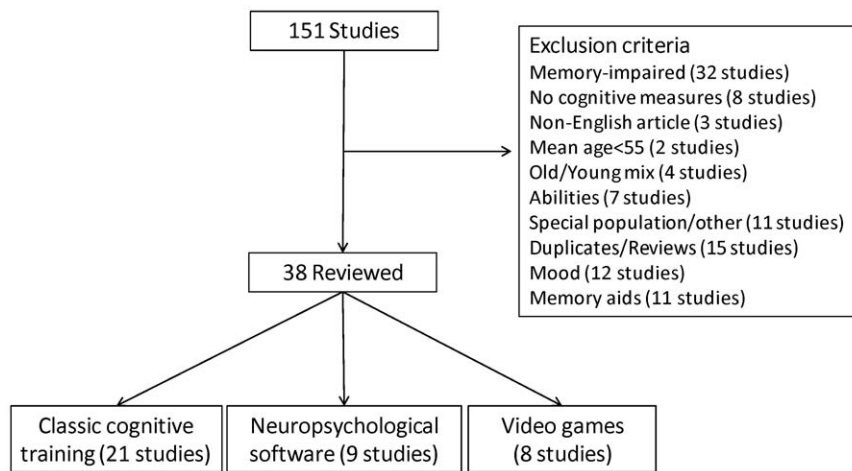 151 Studies
Exclusion criteria
Memory-impaired (32 studies)
No cognitive measures (8 studies)
Non-English article (3 studies)
Mean age<55 (2 studies)
Old/Young mix (4 studies)
Abilities (7 studies)
Special population/other (11 studies)
Duplicates/Reviews (15 studies)
Mood (12 studies)
Memory aids (11 studies)
38 Reviewed
Classic cognitive
training (21 studies)
Neuropsychological
software (9 studies)
Video games
(8 studies)